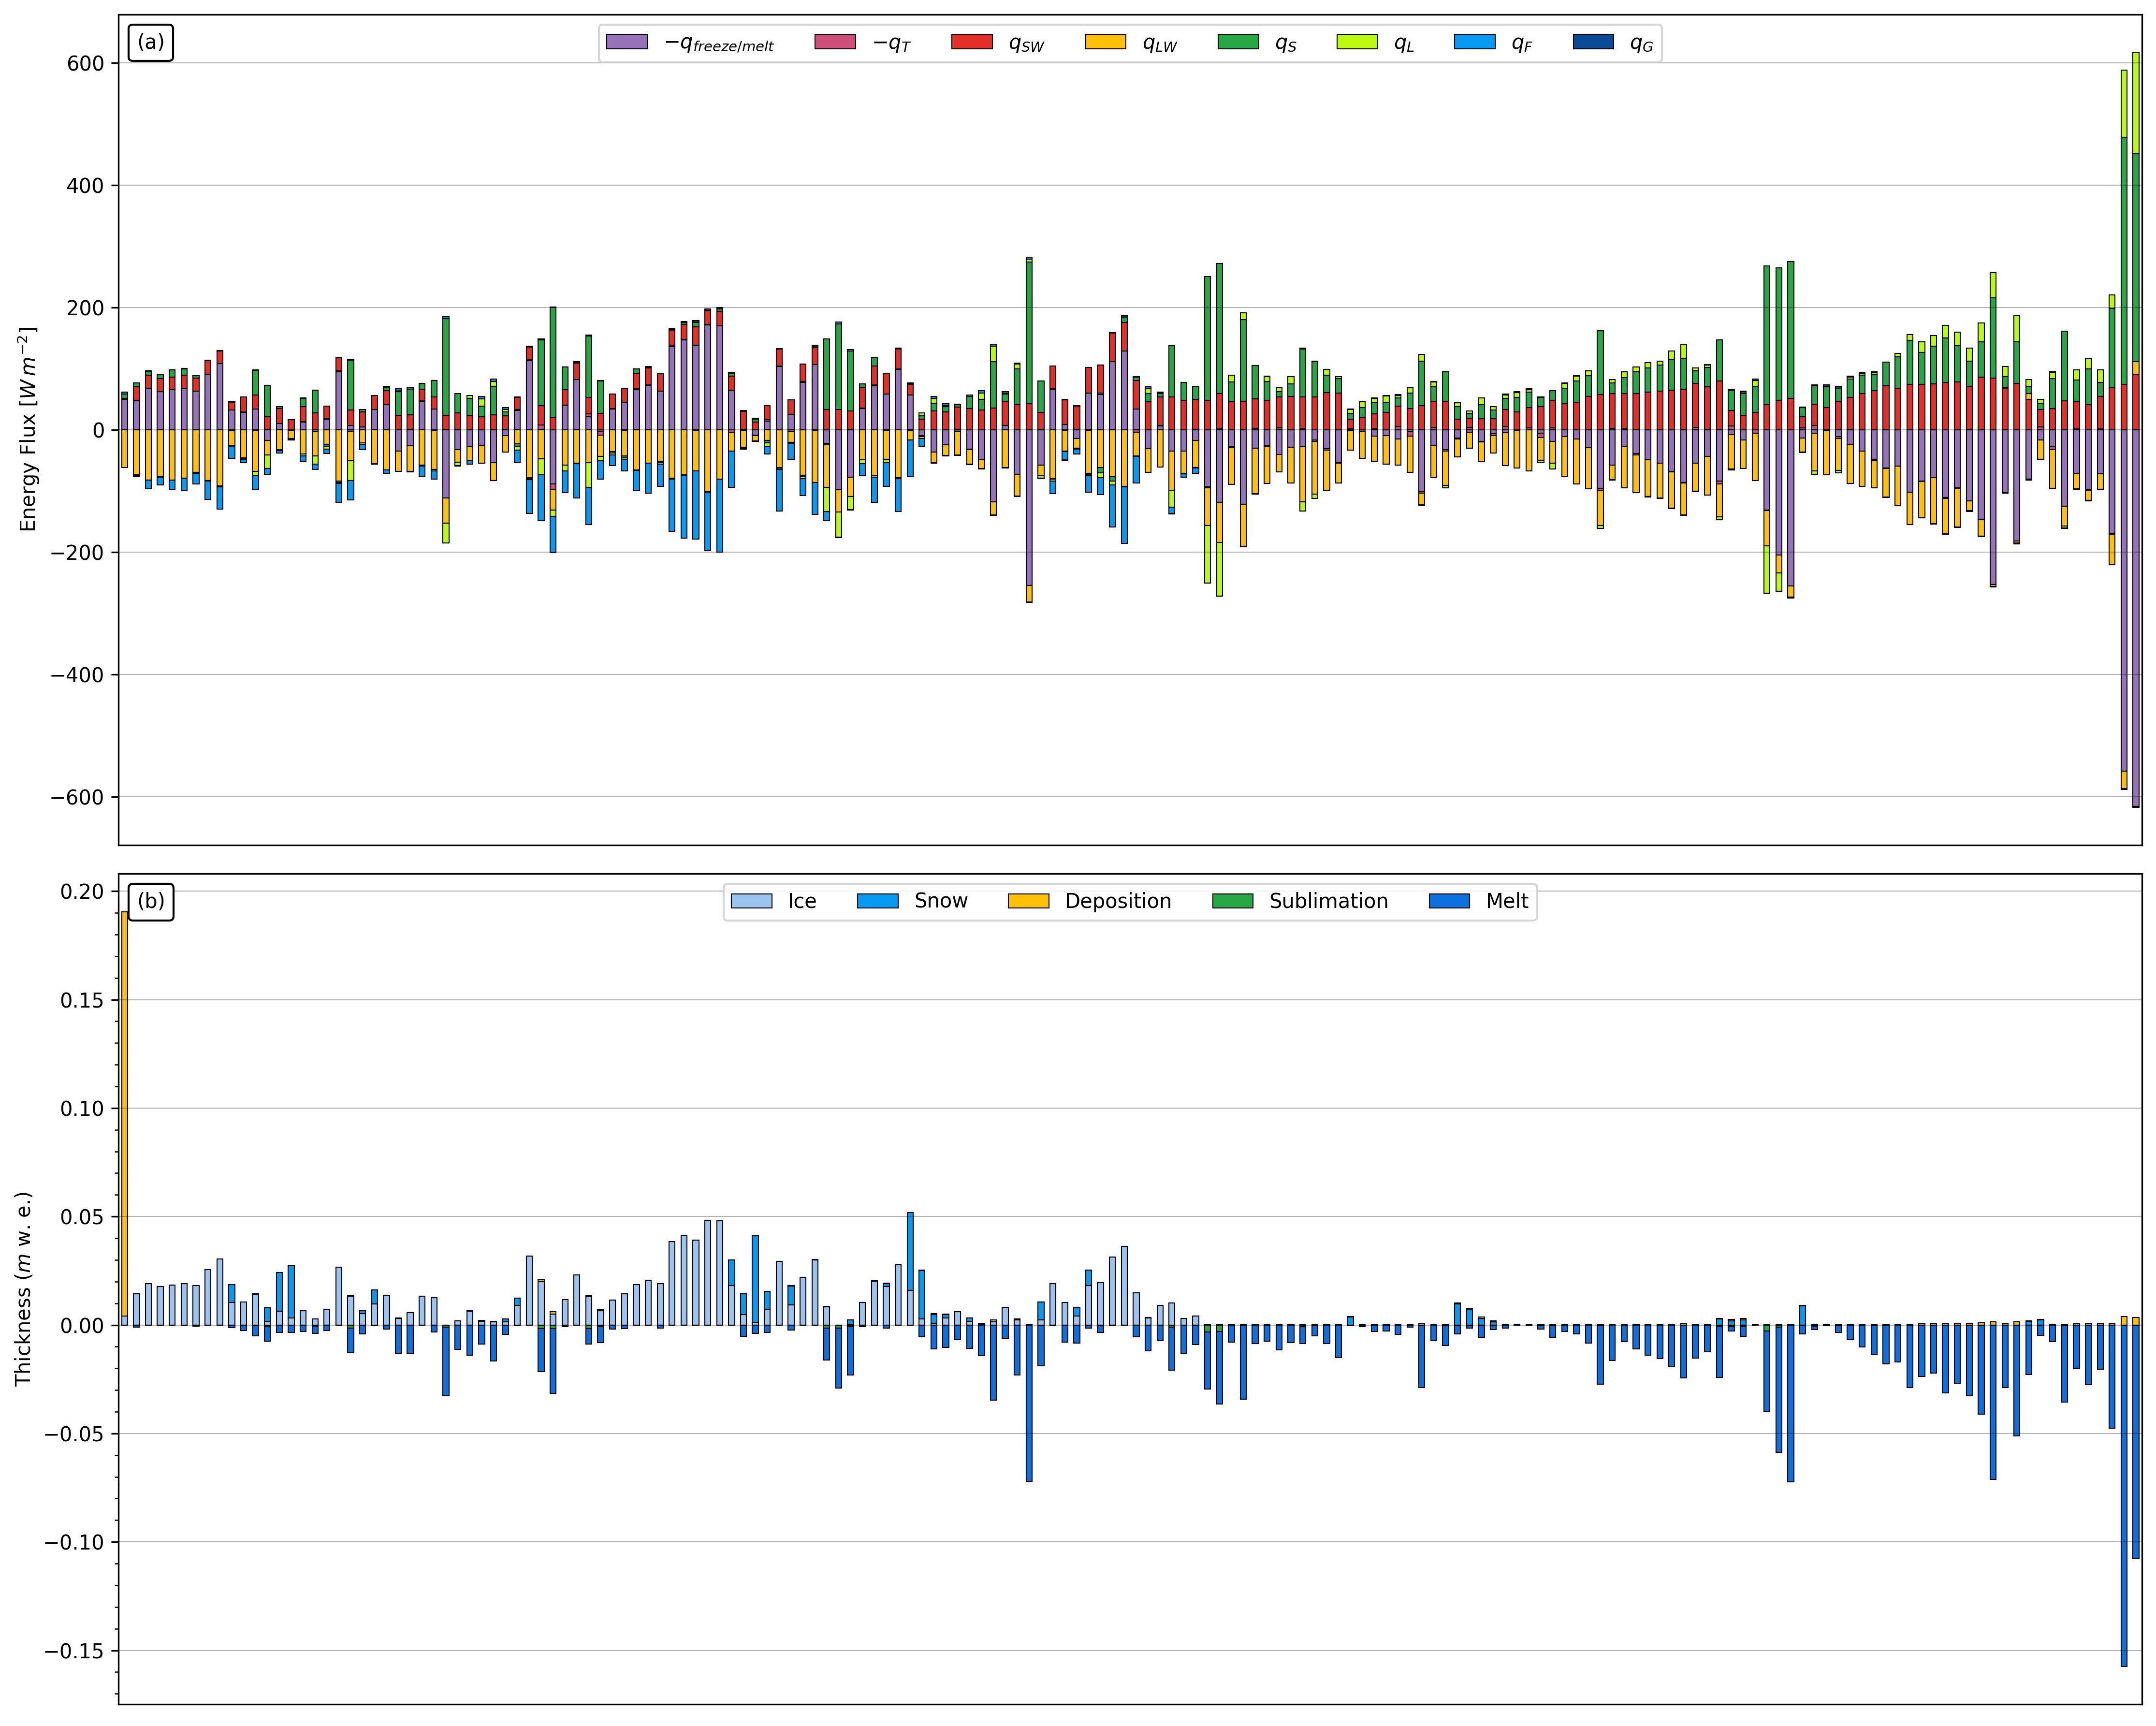 (a)
−q_freeze/melt −q_T q_SW q_LW q_S q_L q_F q_G
600
400
200
0
−200
−400
−600
Energy Flux [W m⁻²]
(b)
Ice Snow Deposition Sublimation Melt
0.20
0.15
0.10
0.05
0.00
−0.05
−0.10
−0.15
Thickness (m w. e.)